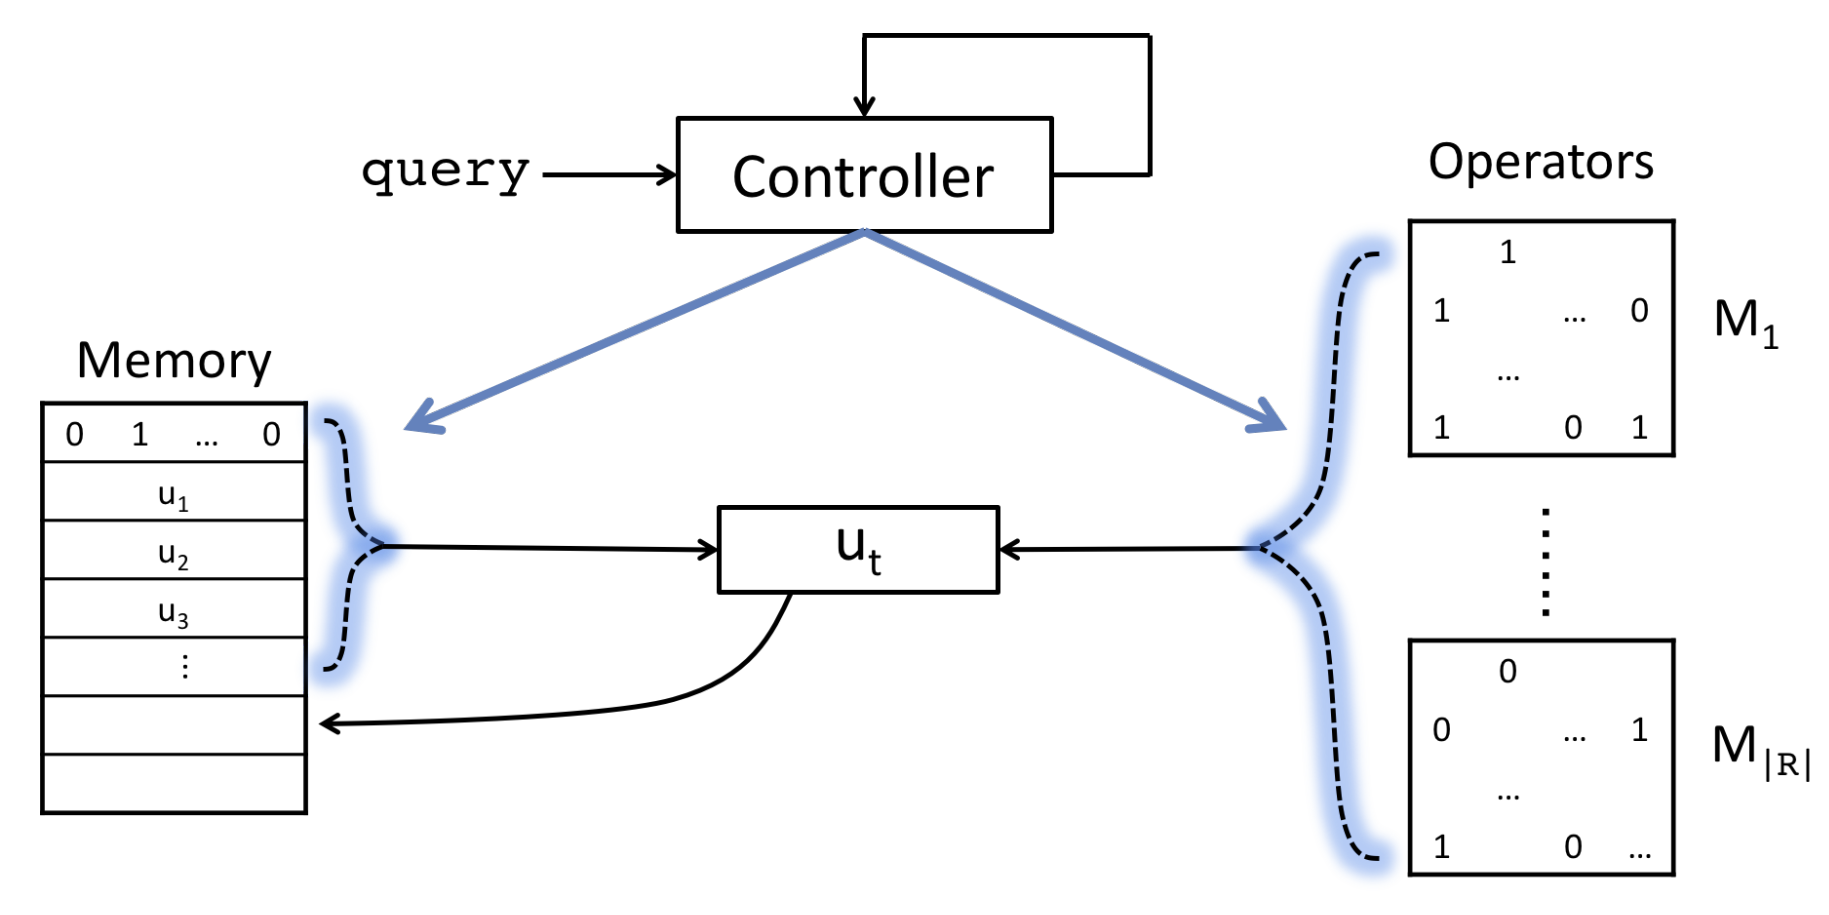 query
Controller
Operators
1
1 ... 0
...
1 0 1
M1
Memory
0 1 ... 0
u1
u2
u3
⋮
ut
0
0 ... 1
...
1 0 ...
M|R|